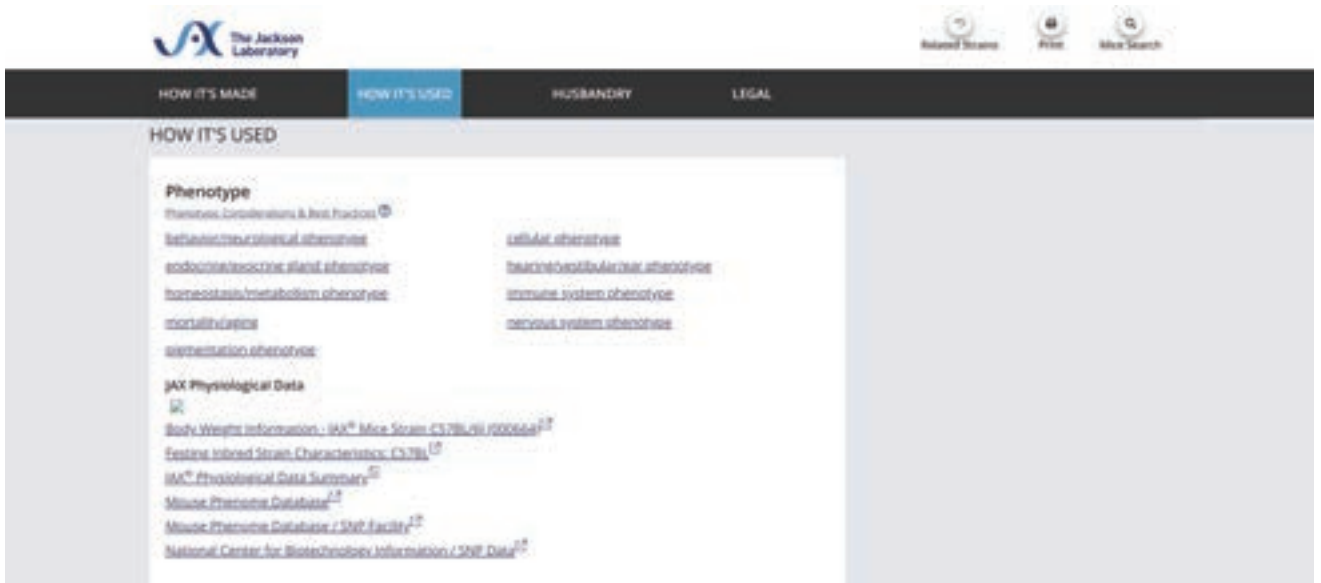 The Jackson
Laboratory
Related Strains Print Mice Search
HOW IT'S MADE HOW IT'S USED HUSBANDRY LEGAL
HOW IT'S USED
Phenotype
Phenotype Considerations & Best Practices
behavior/neurological phenotype cellular phenotype
endocrine/exocrine gland phenotype hearing/vestibular/ear phenotype
homeostasis/metabolism phenotype immune system phenotype
mortality/aging nervous system phenotype
pigmentation phenotype
JAX Physiological Data
Body Weight Information - JAX® Mice Strain C57BL/6J (000664)
Festing Inbred Strain Characteristics: C57BL
JAX® Physiological Data Summary
Mouse Phenome Database
Mouse Phenome Database / SNP Facility
National Center for Biotechnology Information / SNP Data